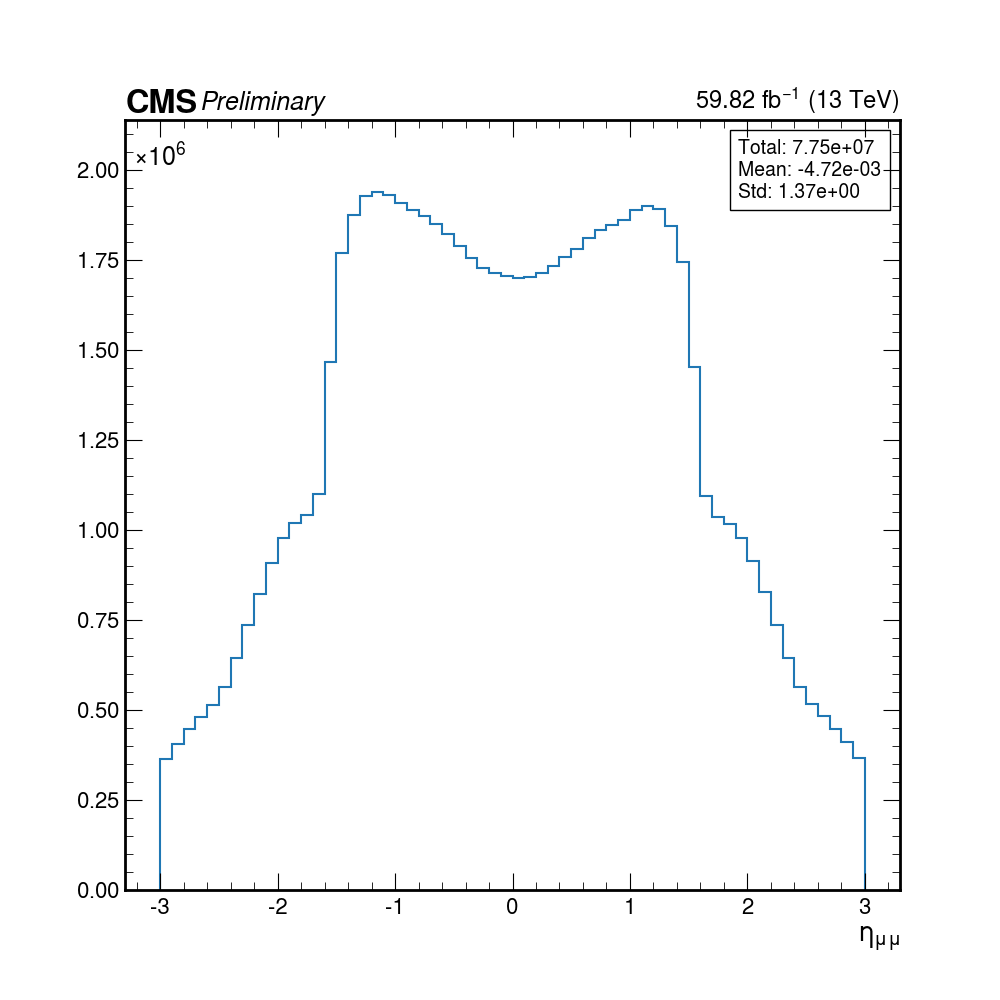 CMS Preliminary 59.82 fb⁻¹ (13 TeV)
×10⁶
Total: 7.75e+07
Mean: -4.72e-03
Std: 1.37e+00
2.00
1.75
1.50
1.25
1.00
0.75
0.50
0.25
0.00
-3 -2 -1 0 1 2 3
ημμ